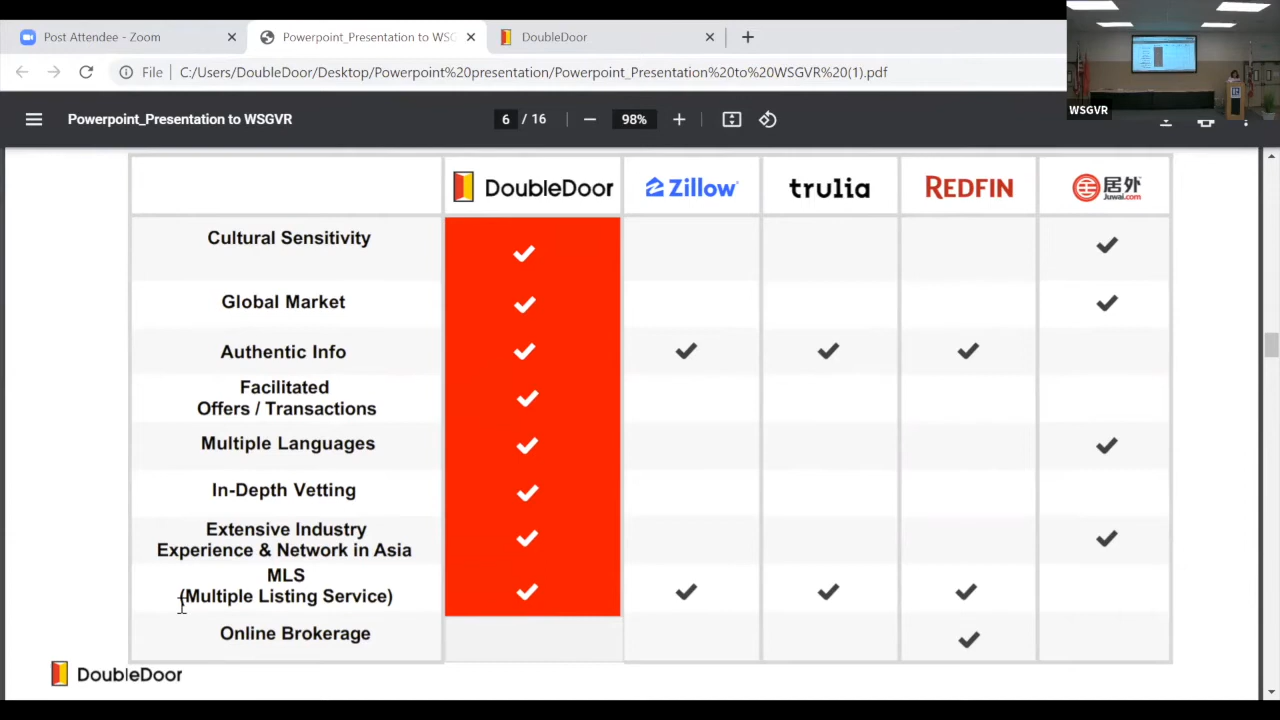 Post Attendee - Zoom
Powerpoint_Presentation to WSG
DoubleDoor
File
C:/Users/DoubleDoor/Desktop/Powerpoint%20presentation/Powerpoint_Presentation%20to%20WSGVR%20(1).pdf
WSGVR
Powerpoint_Presentation to WSGVR
6 / 16
98%
DoubleDoor
Zillow
trulia
REDFIN
居外
Juwai.com
Cultural Sensitivity
Global Market
Authentic Info
Facilitated
Offers / Transactions
Multiple Languages
In-Depth Vetting
Extensive Industry
Experience & Network in Asia
MLS
(Multiple Listing Service)
Online Brokerage
DoubleDoor